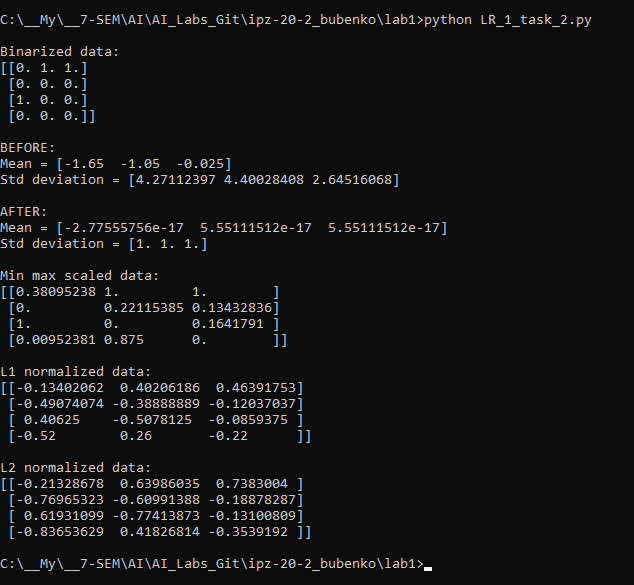 C:\__My\__7-SEM\AI\AI_Labs_Git\ipz-20-2_bubenko\lab1>python LR_1_task_2.py
Binarized data:
[[0. 1. 1.]
 [0. 0. 0.]
 [1. 0. 0.]
 [0. 0. 0.]]
BEFORE:
Mean = [-1.65  -1.05  -0.025]
Std deviation = [4.27112397 4.40028408 2.64516068]
AFTER:
Mean = [-2.77555756e-17  5.55111512e-17  5.55111512e-17]
Std deviation = [1. 1. 1.]
Min max scaled data:
[[0.38095238 1.         1.        ]
 [0.         0.22115385 0.13432836]
 [1.         0.         0.1641791 ]
 [0.00952381 0.875      0.        ]]
L1 normalized data:
[[-0.13402062  0.40206186  0.46391753]
 [-0.49074074 -0.38888889 -0.12037037]
 [ 0.40625    -0.5078125  -0.0859375 ]
 [-0.52        0.26       -0.22      ]]
L2 normalized data:
[[-0.21328678  0.63986035  0.7383004 ]
 [-0.76965323 -0.60991388 -0.18878287]
 [ 0.61931099 -0.77413873 -0.13100809]
 [-0.83653629  0.41826814 -0.3539192 ]]
C:\__My\__7-SEM\AI\AI_Labs_Git\ipz-20-2_bubenko\lab1>